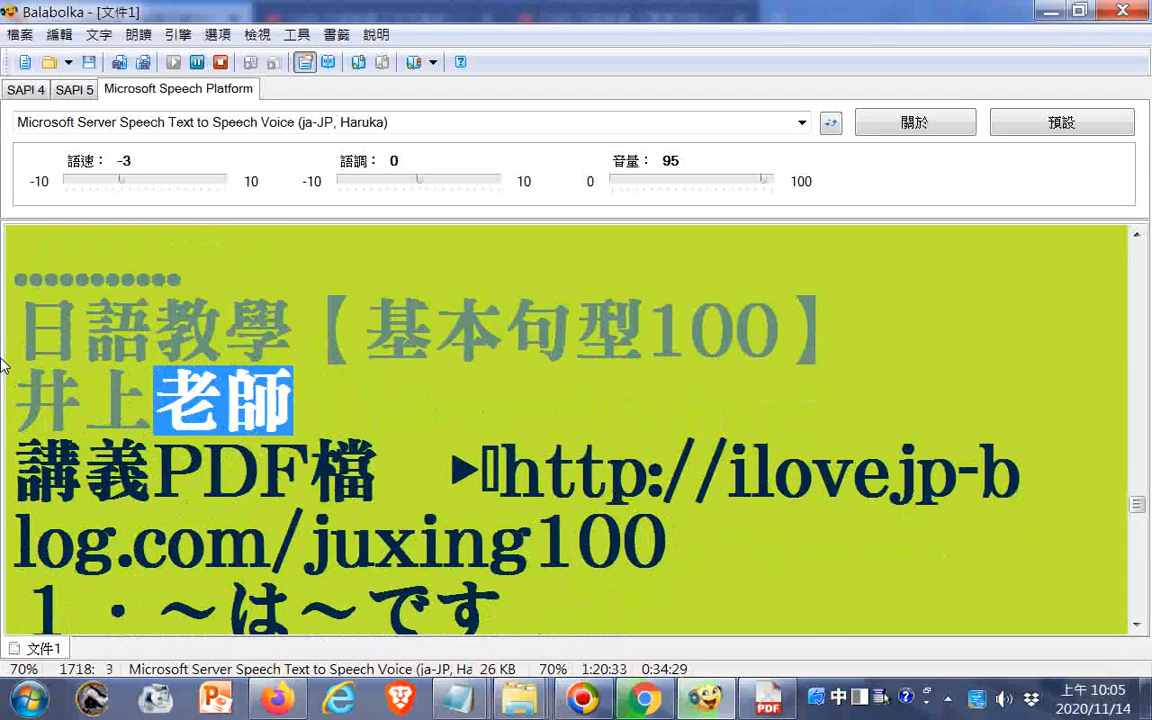 Balabolka - [文件1]
檔案 編輯 文字 朗讀 引擎 選項 檢視 工具 書籤 說明
SAPI 4 SAPI 5 Microsoft Speech Platform
Microsoft Server Speech Text to Speech Voice (ja-JP, Haruka) 關於 預設
語速： -3 語調： 0 音量： 95
-10 10 -10 10 0 100
●●●●●●●●●●●
日語教學【基本句型100】
井上老師
講義PDF檔　►http://ilovejp-b
log.com/juxing100
１・～は～です
文件1
70% 1718: 3 Microsoft Server Speech Text to Speech Voice (ja-JP, Ha 26 KB 70% 1:20:33 0:34:29
中 上午 10:05
PDF 2020/11/14